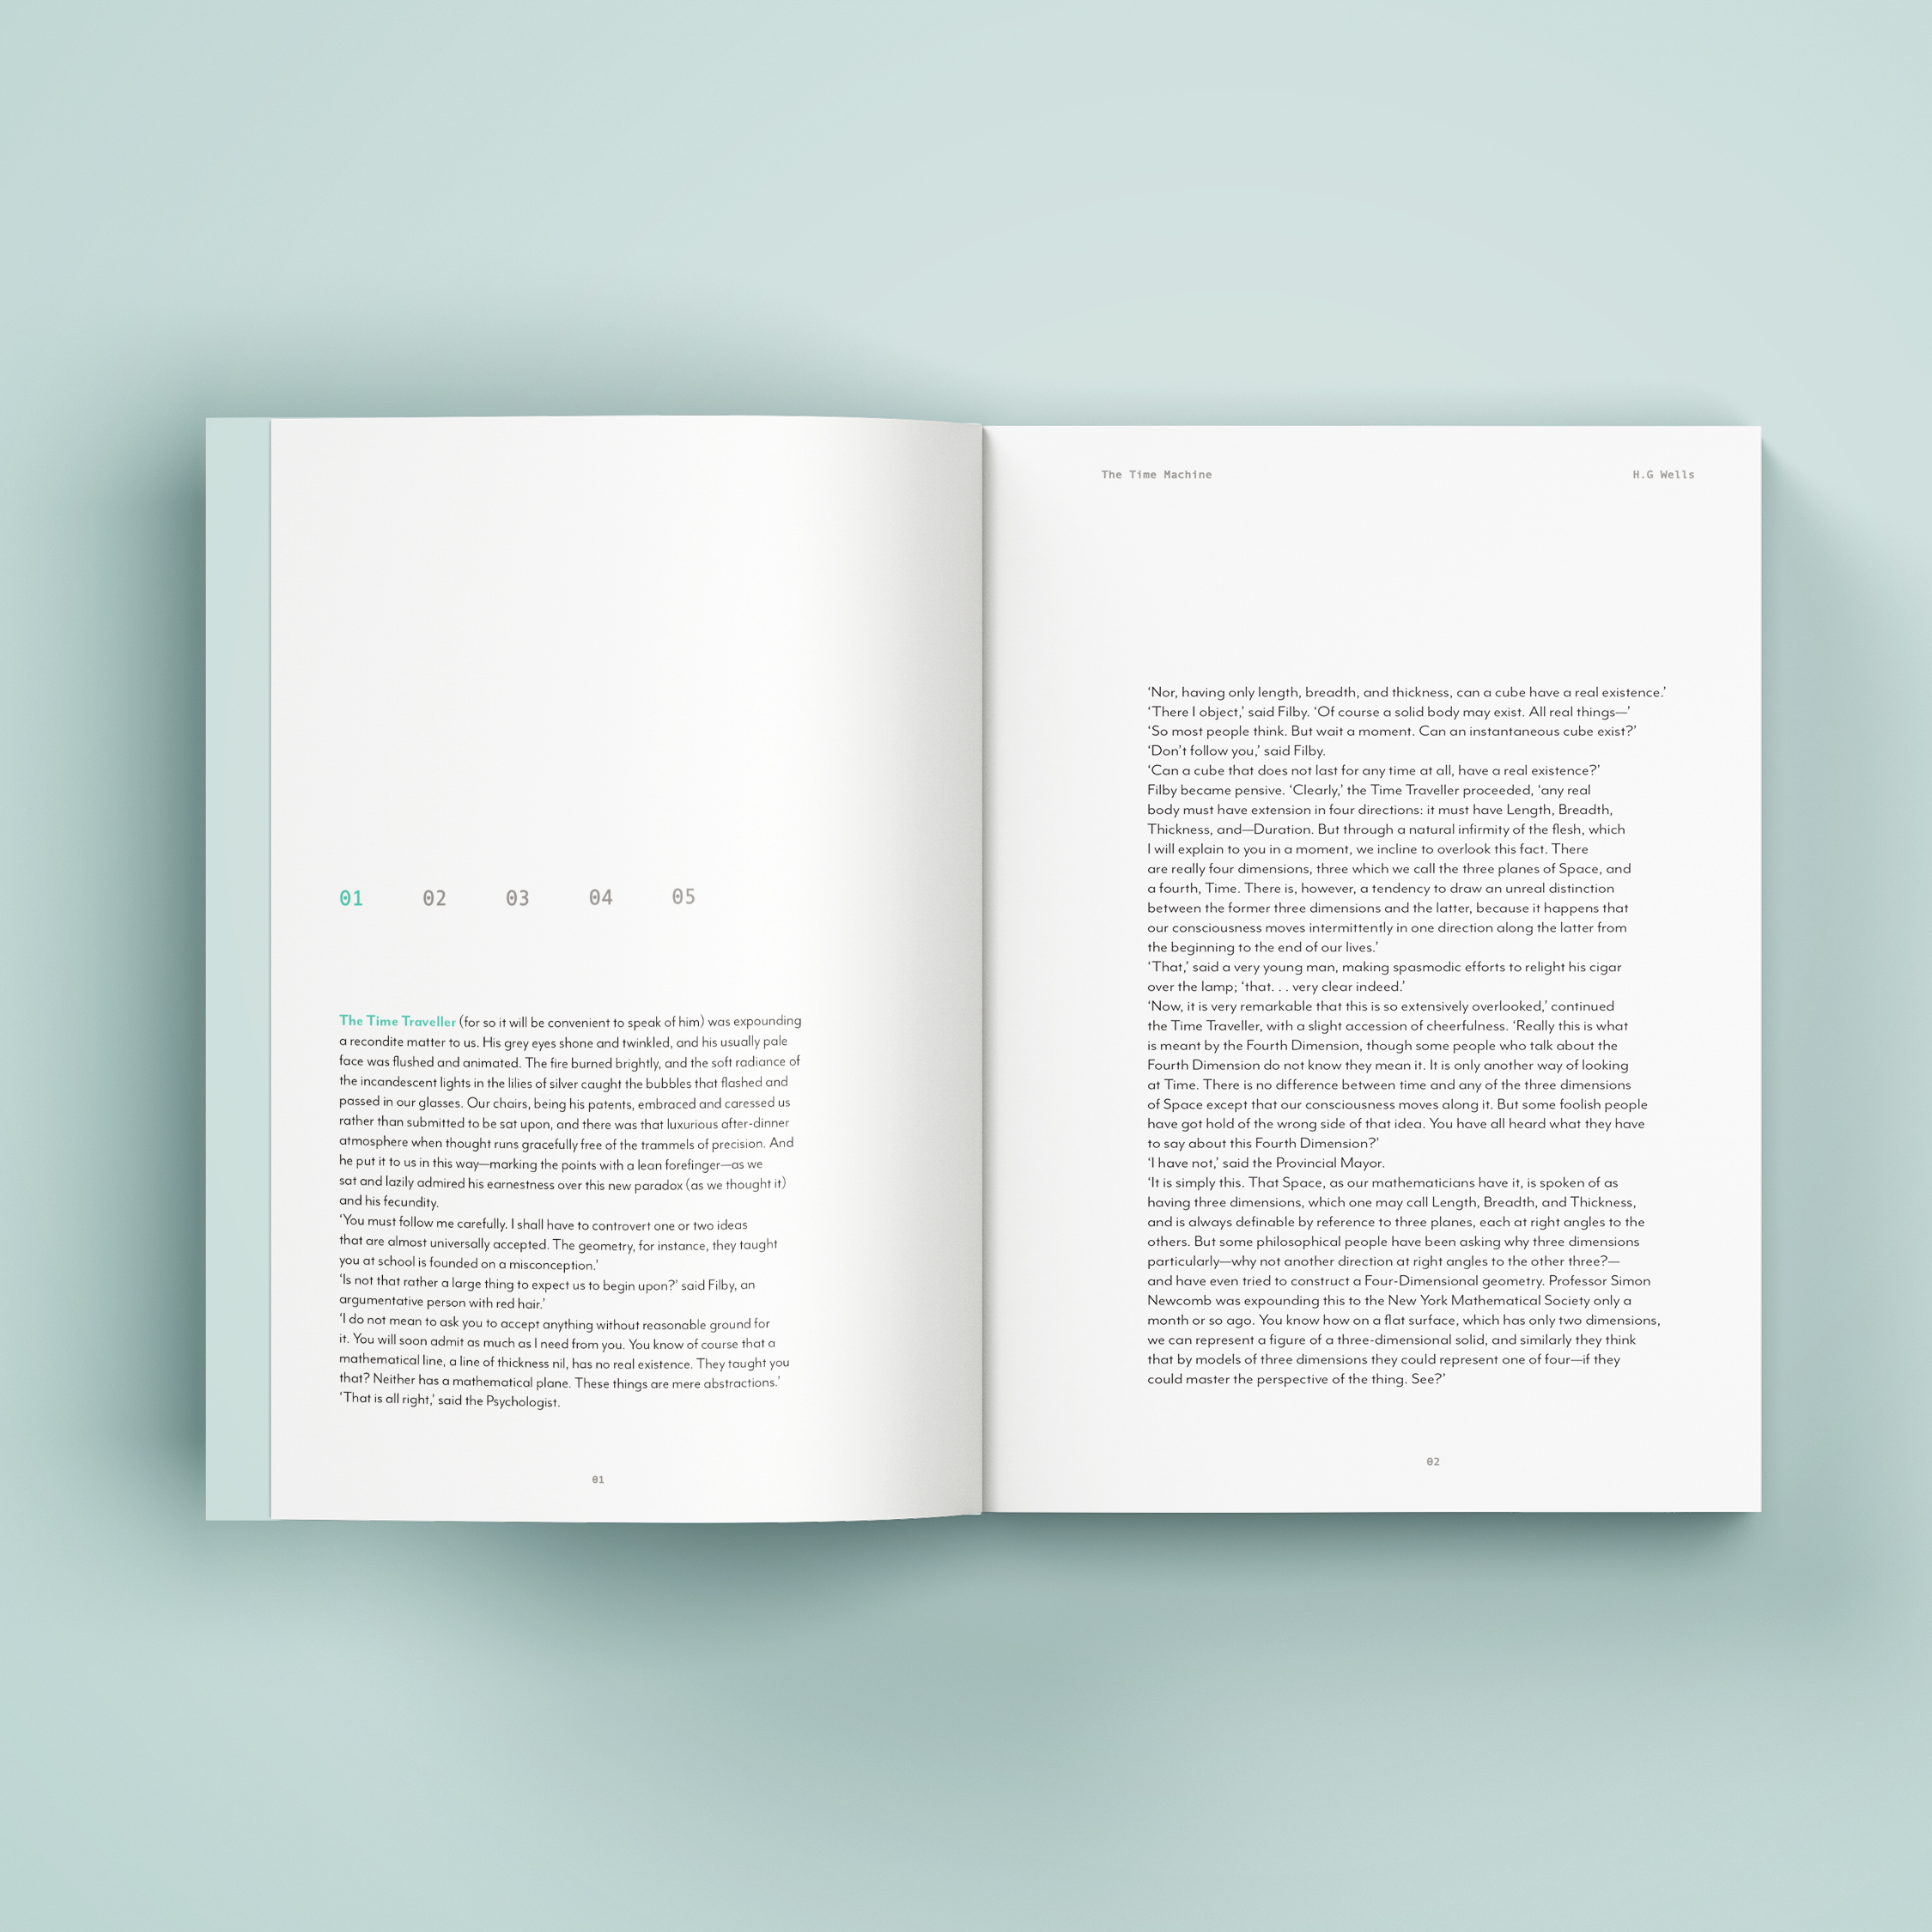 01 02 03 04 05
The Time Traveller (for so it will be convenient to speak of him) was expounding
a recondite matter to us. His grey eyes shone and twinkled, and his usually pale
face was flushed and animated. The fire burned brightly, and the soft radiance of
the incandescent lights in the lilies of silver caught the bubbles that flashed and
passed in our glasses. Our chairs, being his patents, embraced and caressed us
rather than submitted to be sat upon, and there was that luxurious after-dinner
atmosphere when thought runs gracefully free of the trammels of precision. And
he put it to us in this way—marking the points with a lean forefinger—as we
sat and lazily admired his earnestness over this new paradox (as we thought it)
and his fecundity.
‘You must follow me carefully. I shall have to controvert one or two ideas
that are almost universally accepted. The geometry, for instance, they taught
you at school is founded on a misconception.’
‘Is not that rather a large thing to expect us to begin upon?’ said Filby, an
argumentative person with red hair.’
‘I do not mean to ask you to accept anything without reasonable ground for
it. You will soon admit as much as I need from you. You know of course that a
mathematical line, a line of thickness nil, has no real existence. They taught you
that? Neither has a mathematical plane. These things are mere abstractions.’
‘That is all right,’ said the Psychologist.
01
The Time Machine H.G Wells
‘Nor, having only length, breadth, and thickness, can a cube have a real existence.’
‘There I object,’ said Filby. ‘Of course a solid body may exist. All real things—’
‘So most people think. But wait a moment. Can an instantaneous cube exist?’
‘Don’t follow you,’ said Filby.
‘Can a cube that does not last for any time at all, have a real existence?’
Filby became pensive. ‘Clearly,’ the Time Traveller proceeded, ‘any real
body must have extension in four directions: it must have Length, Breadth,
Thickness, and—Duration. But through a natural infirmity of the flesh, which
I will explain to you in a moment, we incline to overlook this fact. There
are really four dimensions, three which we call the three planes of Space, and
a fourth, Time. There is, however, a tendency to draw an unreal distinction
between the former three dimensions and the latter, because it happens that
our consciousness moves intermittently in one direction along the latter from
the beginning to the end of our lives.’
‘That,’ said a very young man, making spasmodic efforts to relight his cigar
over the lamp; ‘that. . . very clear indeed.’
‘Now, it is very remarkable that this is so extensively overlooked,’ continued
the Time Traveller, with a slight accession of cheerfulness. ‘Really this is what
is meant by the Fourth Dimension, though some people who talk about the
Fourth Dimension do not know they mean it. It is only another way of looking
at Time. There is no difference between time and any of the three dimensions
of Space except that our consciousness moves along it. But some foolish people
have got hold of the wrong side of that idea. You have all heard what they have
to say about this Fourth Dimension?’
‘I have not,’ said the Provincial Mayor.
‘It is simply this. That Space, as our mathematicians have it, is spoken of as
having three dimensions, which one may call Length, Breadth, and Thickness,
and is always definable by reference to three planes, each at right angles to the
others. But some philosophical people have been asking why three dimensions
particularly—why not another direction at right angles to the other three?—
and have even tried to construct a Four-Dimensional geometry. Professor Simon
Newcomb was expounding this to the New York Mathematical Society only a
month or so ago. You know how on a flat surface, which has only two dimensions,
we can represent a figure of a three-dimensional solid, and similarly they think
that by models of three dimensions they could represent one of four—if they
could master the perspective of the thing. See?’
02